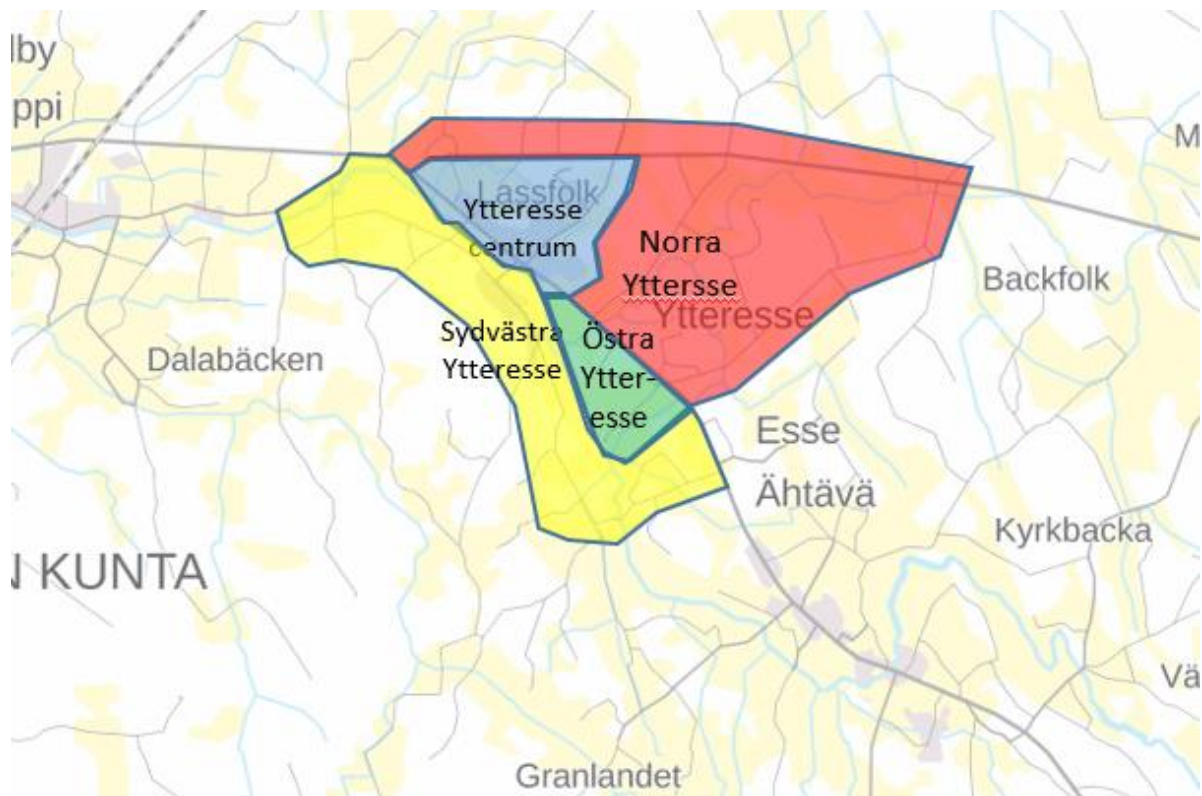 lby
ppi
Lassfolk
Ytteresse
centrum
Norra
Yttersse
Ytteresse
Backfolk
M
Sydvästra
Ytteresse
Östra
Ytter-
esse
Dalabäcken
Esse
Ähtävä
Kyrkbacka
N KUNTA
Vä
Granlandet